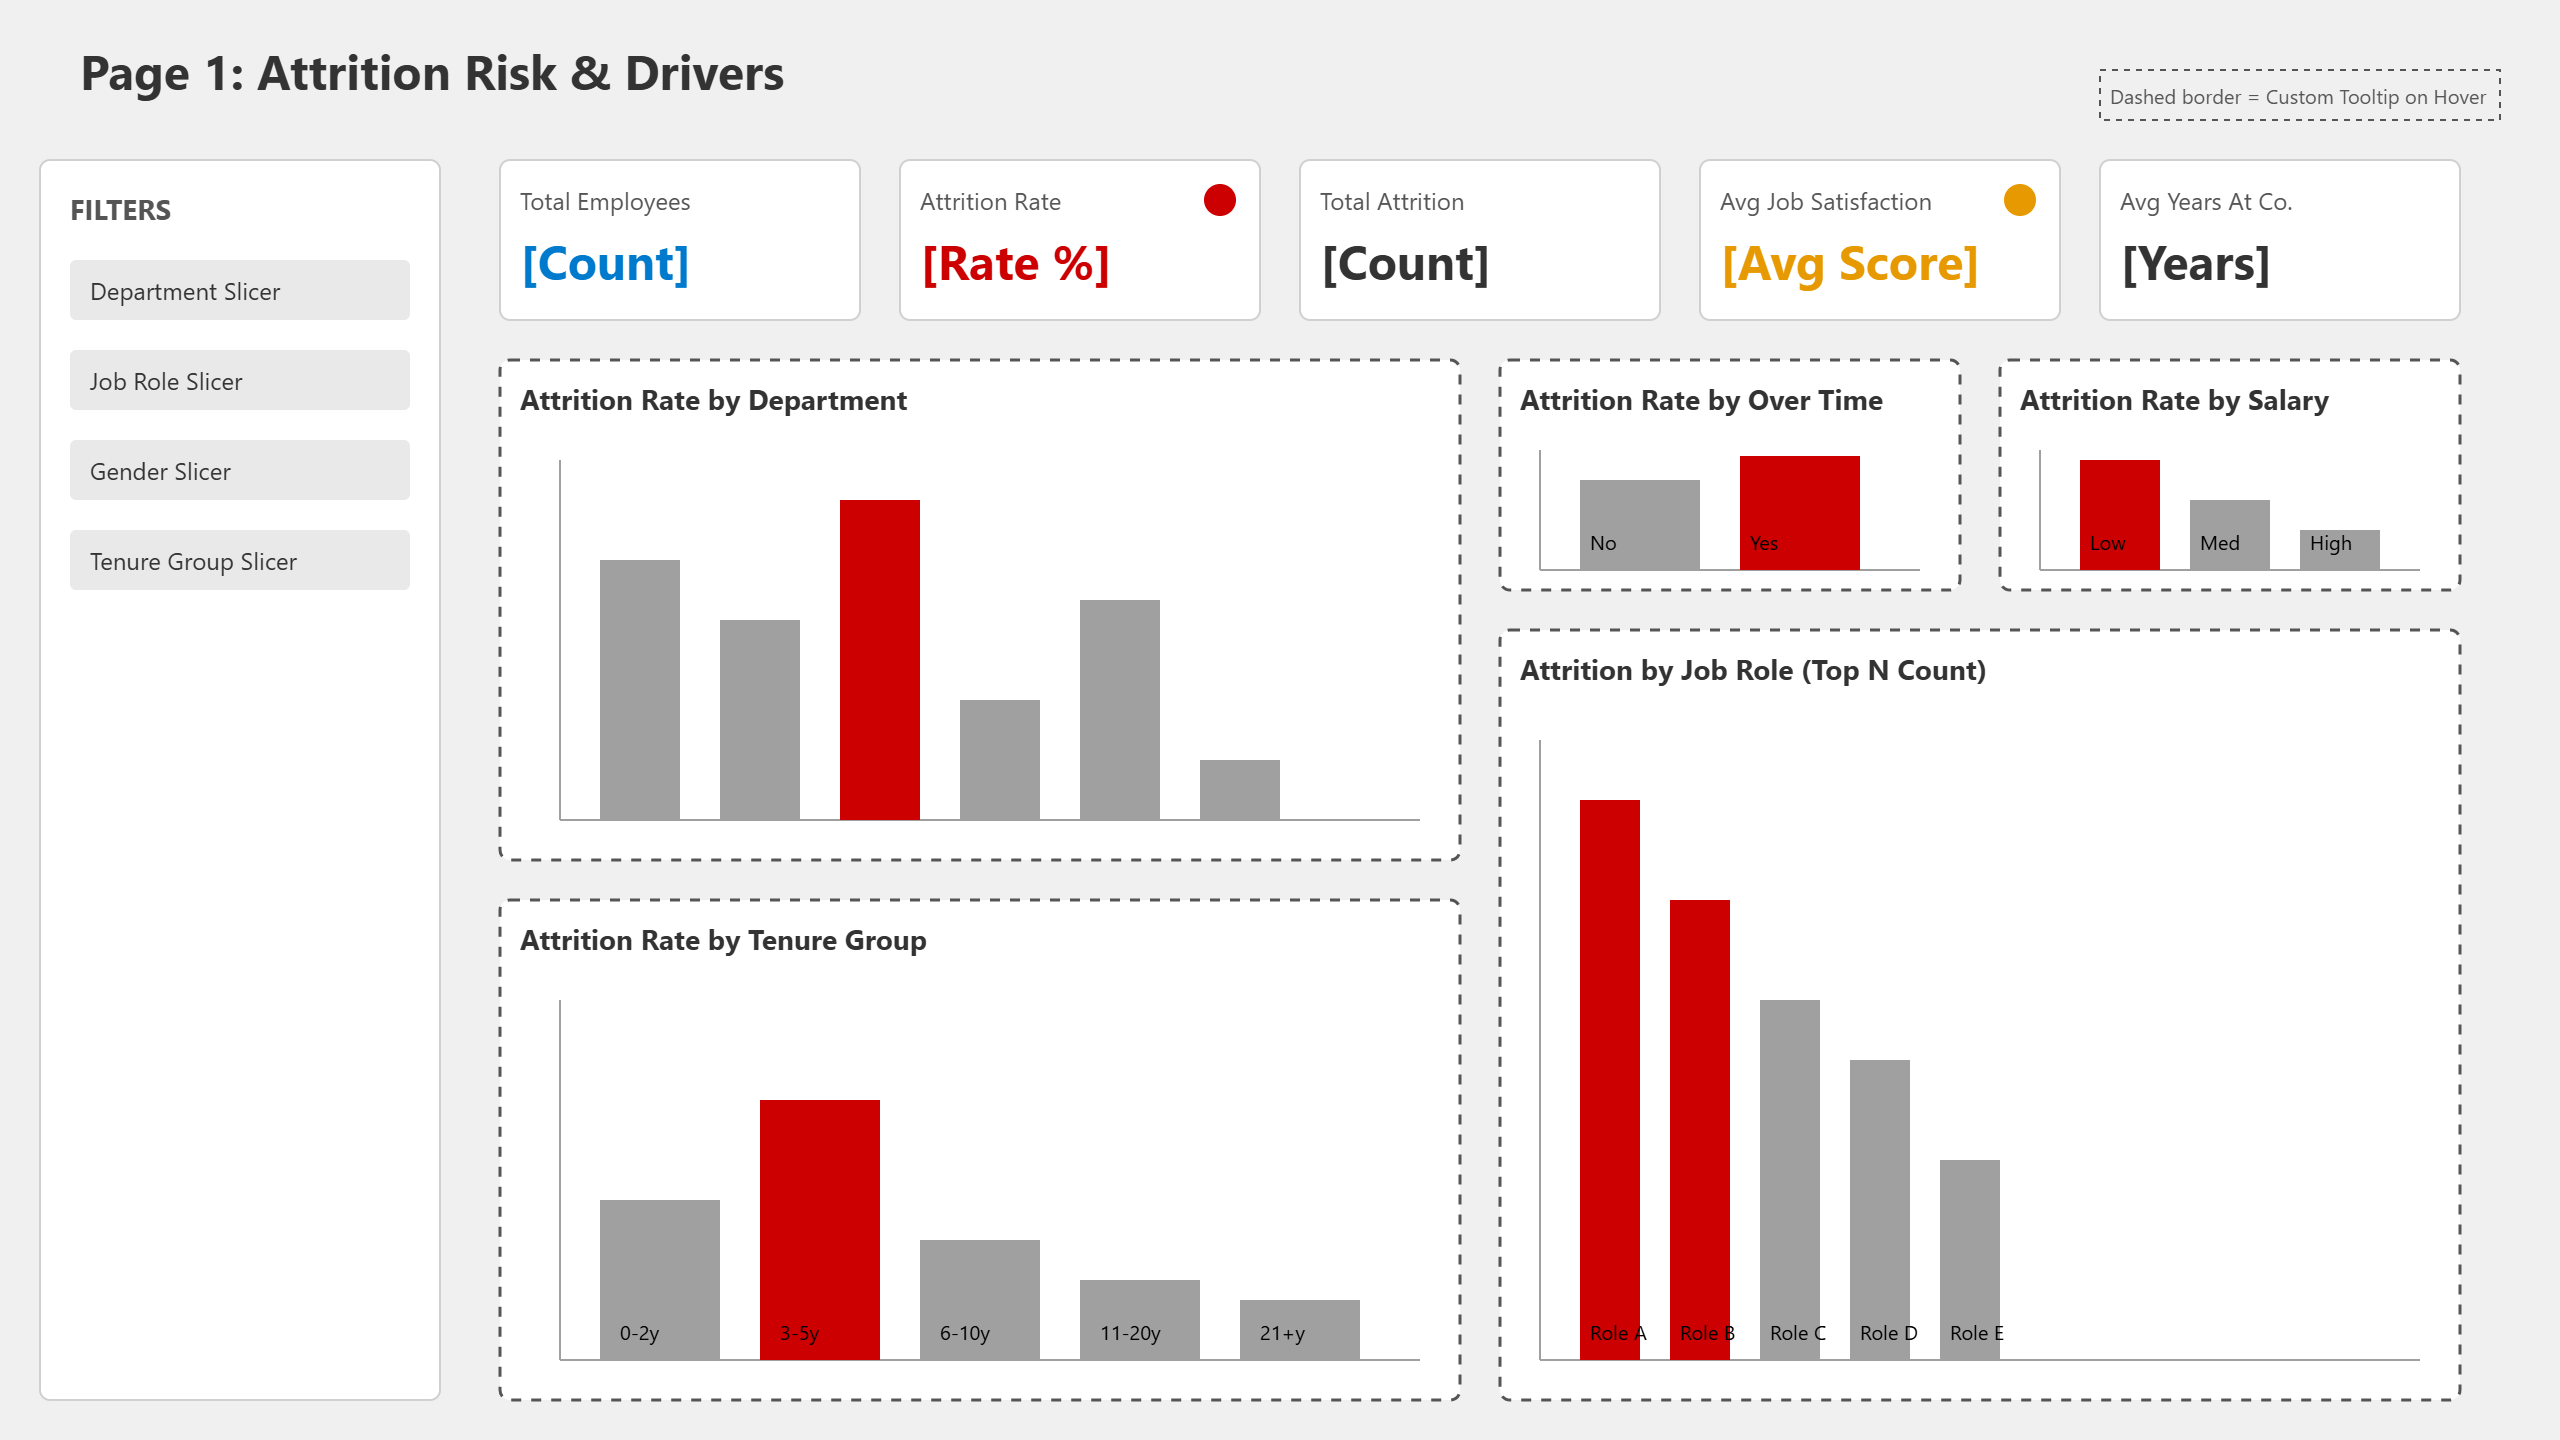 Page 1: Attrition Risk & Drivers
Dashed border = Custom Tooltip on Hover
FILTERS
Department Slicer
Job Role Slicer
Gender Slicer
Tenure Group Slicer
Total Employees
[Count]
Attrition Rate
[Rate %]
Total Attrition
[Count]
Avg Job Satisfaction
[Avg Score]
Avg Years At Co.
[Years]
Attrition Rate by Department
Attrition Rate by Over Time
No
Yes
Attrition Rate by Salary
Low
Med
High
Attrition Rate by Tenure Group
0-2y
3-5y
6-10y
11-20y
21+y
Attrition by Job Role (Top N Count)
Role A
Role B
Role C
Role D
Role E